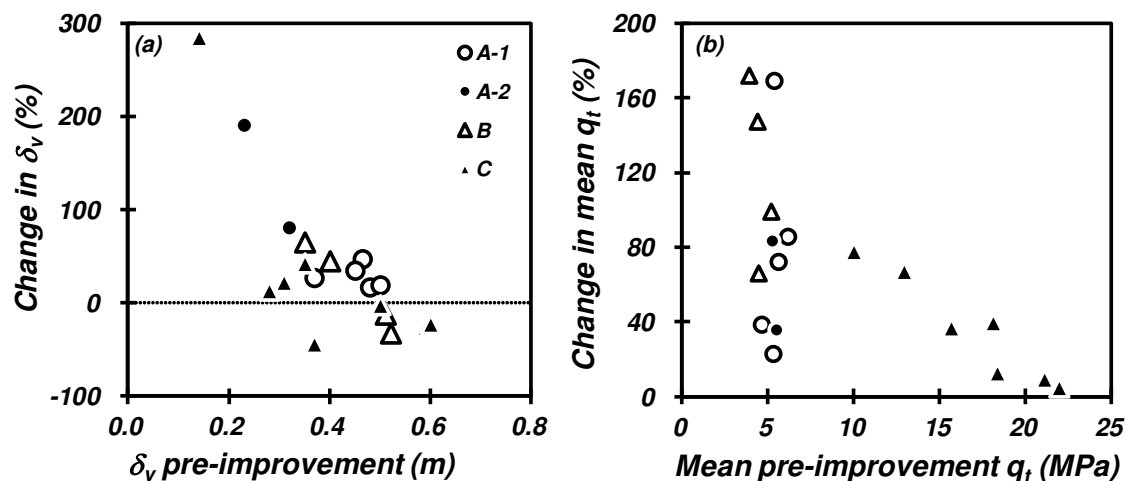 (a)
A-1
A-2
B
C
300
200
100
0
-100
0.0 0.2 0.4 0.6 0.8
Change in δv (%)
δv pre-improvement (m)
(b)
200
160
120
80
40
0
0 5 10 15 20 25
Change in mean qt (%)
Mean pre-improvement qt (MPa)